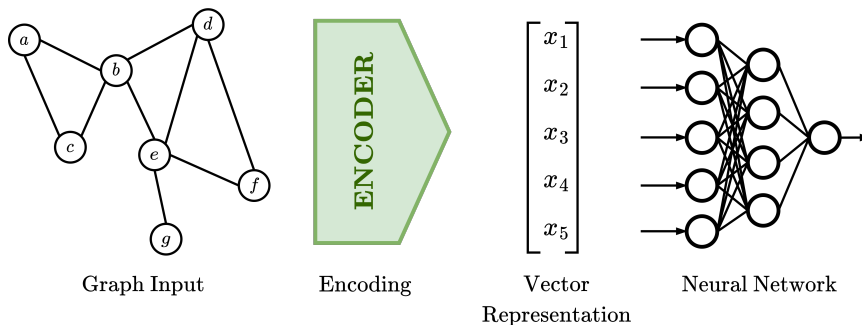 a
b
c
d
e
f
g
ENCODER
x₁
x₂
x₃
x₄
x₅
Graph Input
Encoding
Vector
Representation
Neural Network